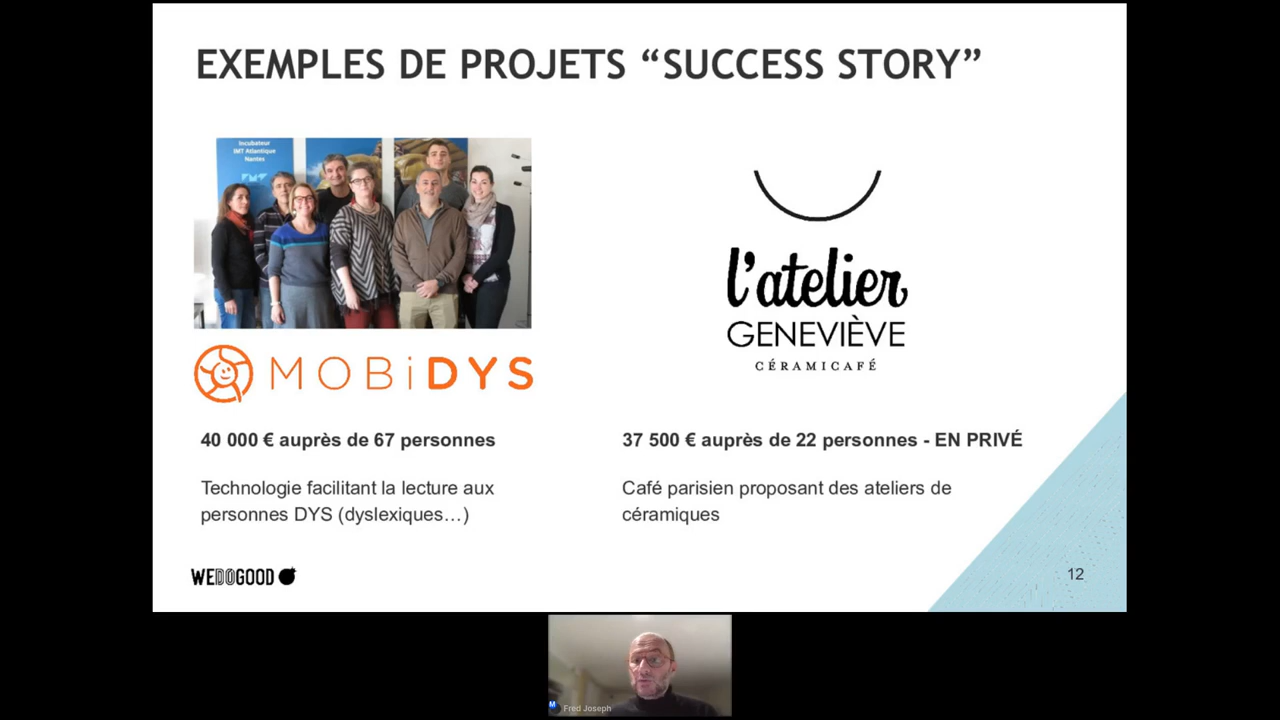 EXEMPLES DE PROJETS “SUCCESS STORY”
Incubateur
IMT Atlantique
Nantes
MOBiDYS
40 000 € auprès de 67 personnes
Technologie facilitant la lecture aux
personnes DYS (dyslexiques…)
l’atelier
GENEVIÈVE
CÉRAMICAFÉ
37 500 € auprès de 22 personnes - EN PRIVÉ
Café parisien proposant des ateliers de
céramiques
WEDOGOOD
12
M
Fred Joseph